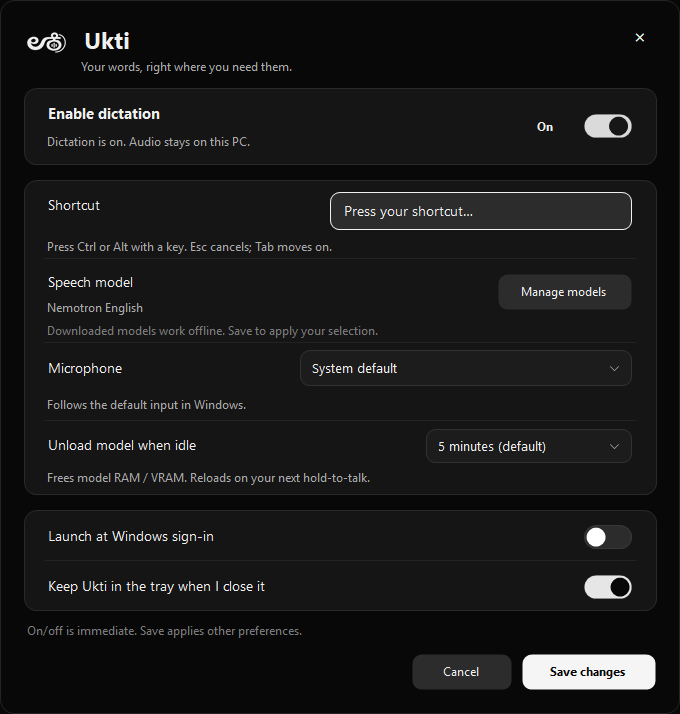 Ukti
Your words, right where you need them.
Enable dictation
On
Dictation is on. Audio stays on this PC.
Shortcut
Press your shortcut...
Press Ctrl or Alt with a key. Esc cancels; Tab moves on.
Speech model
Manage models
Nemotron English
Downloaded models work offline. Save to apply your selection.
Microphone
System default
Follows the default input in Windows.
Unload model when idle
5 minutes (default)
Frees model RAM / VRAM. Reloads on your next hold-to-talk.
Launch at Windows sign-in
Keep Ukti in the tray when I close it
On/off is immediate. Save applies other preferences.
Cancel
Save changes